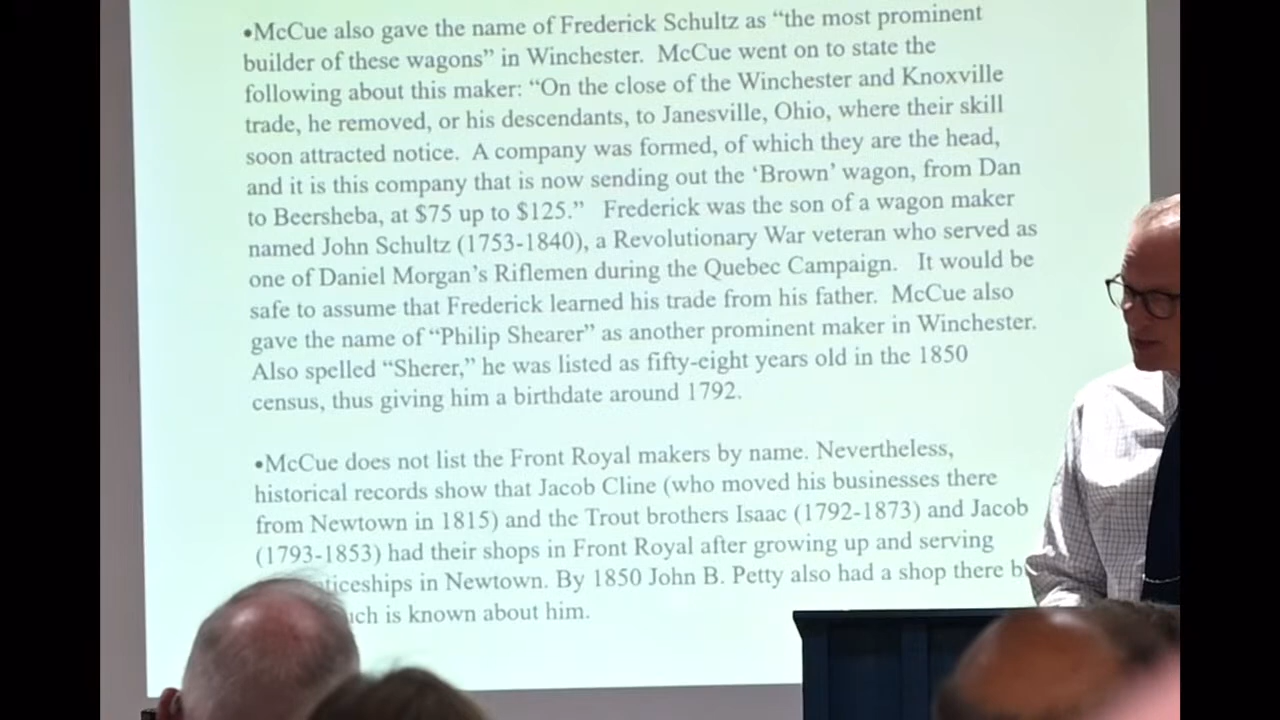 •McCue also gave the name of Frederick Schultz as “the most prominent
builder of these wagons” in Winchester. McCue went on to state the
following about this maker: “On the close of the Winchester and Knoxville
trade, he removed, or his descendants, to Janesville, Ohio, where their skill
soon attracted notice. A company was formed, of which they are the head,
and it is this company that is now sending out the ‘Brown’ wagon, from Dan
to Beersheba, at $75 up to $125.” Frederick was the son of a wagon maker
named John Schultz (1753-1840), a Revolutionary War veteran who served as
one of Daniel Morgan’s Riflemen during the Quebec Campaign. It would be
safe to assume that Frederick learned his trade from his father. McCue also
gave the name of “Philip Shearer” as another prominent maker in Winchester.
Also spelled “Sherer,” he was listed as fifty-eight years old in the 1850
census, thus giving him a birthdate around 1792.
•McCue does not list the Front Royal makers by name. Nevertheless,
historical records show that Jacob Cline (who moved his businesses there
from Newtown in 1815) and the Trout brothers Isaac (1792-1873) and Jacob
(1793-1853) had their shops in Front Royal after growing up and serving
in Newtown. By 1850 John B. Petty also had a shop there
is known about him.